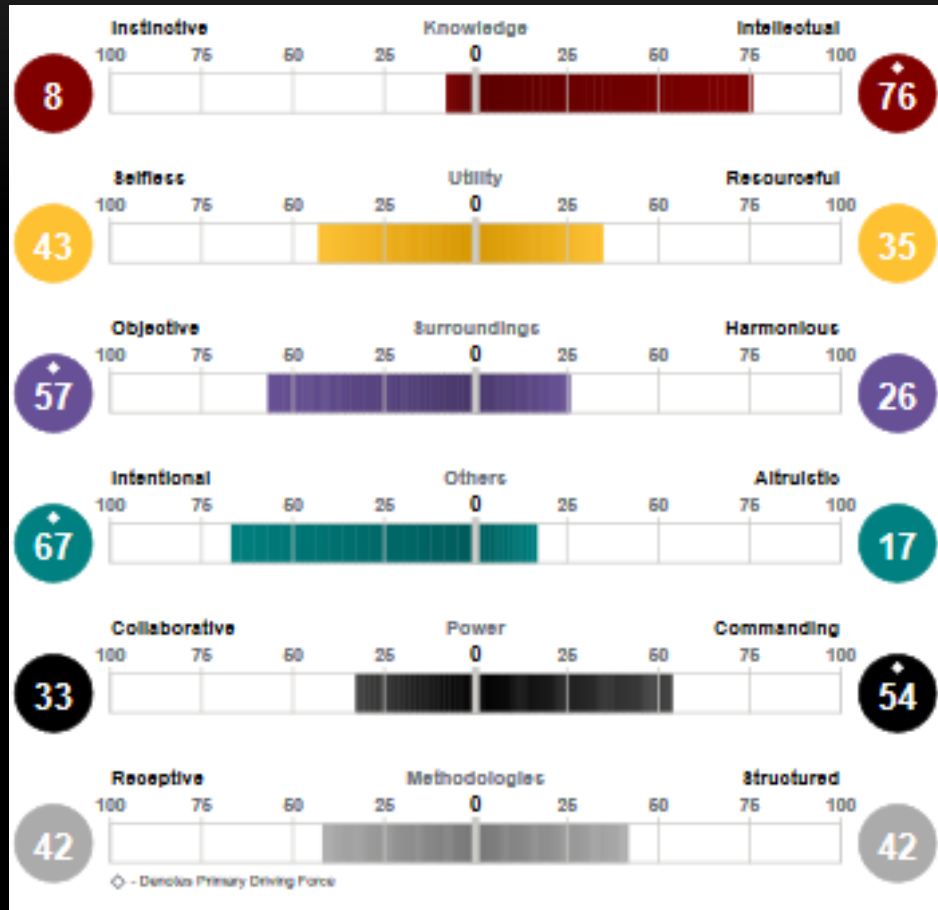 Instinctive Knowledge Intellectual
100 75 50 25 0 25 50 75 100
8 76
Selfless Utility Resourceful
100 75 50 25 0 25 50 75 100
43 35
Objective Surroundings Harmonious
100 75 50 25 0 25 50 75 100
57 26
Intentional Others Altruistic
100 75 50 25 0 25 50 75 100
67 17
Collaborative Power Commanding
100 75 50 25 0 25 50 75 100
33 54
Receptive Methodologies Structured
100 75 50 25 0 25 50 75 100
42 42
◇ - Denotes Primary Driving Force